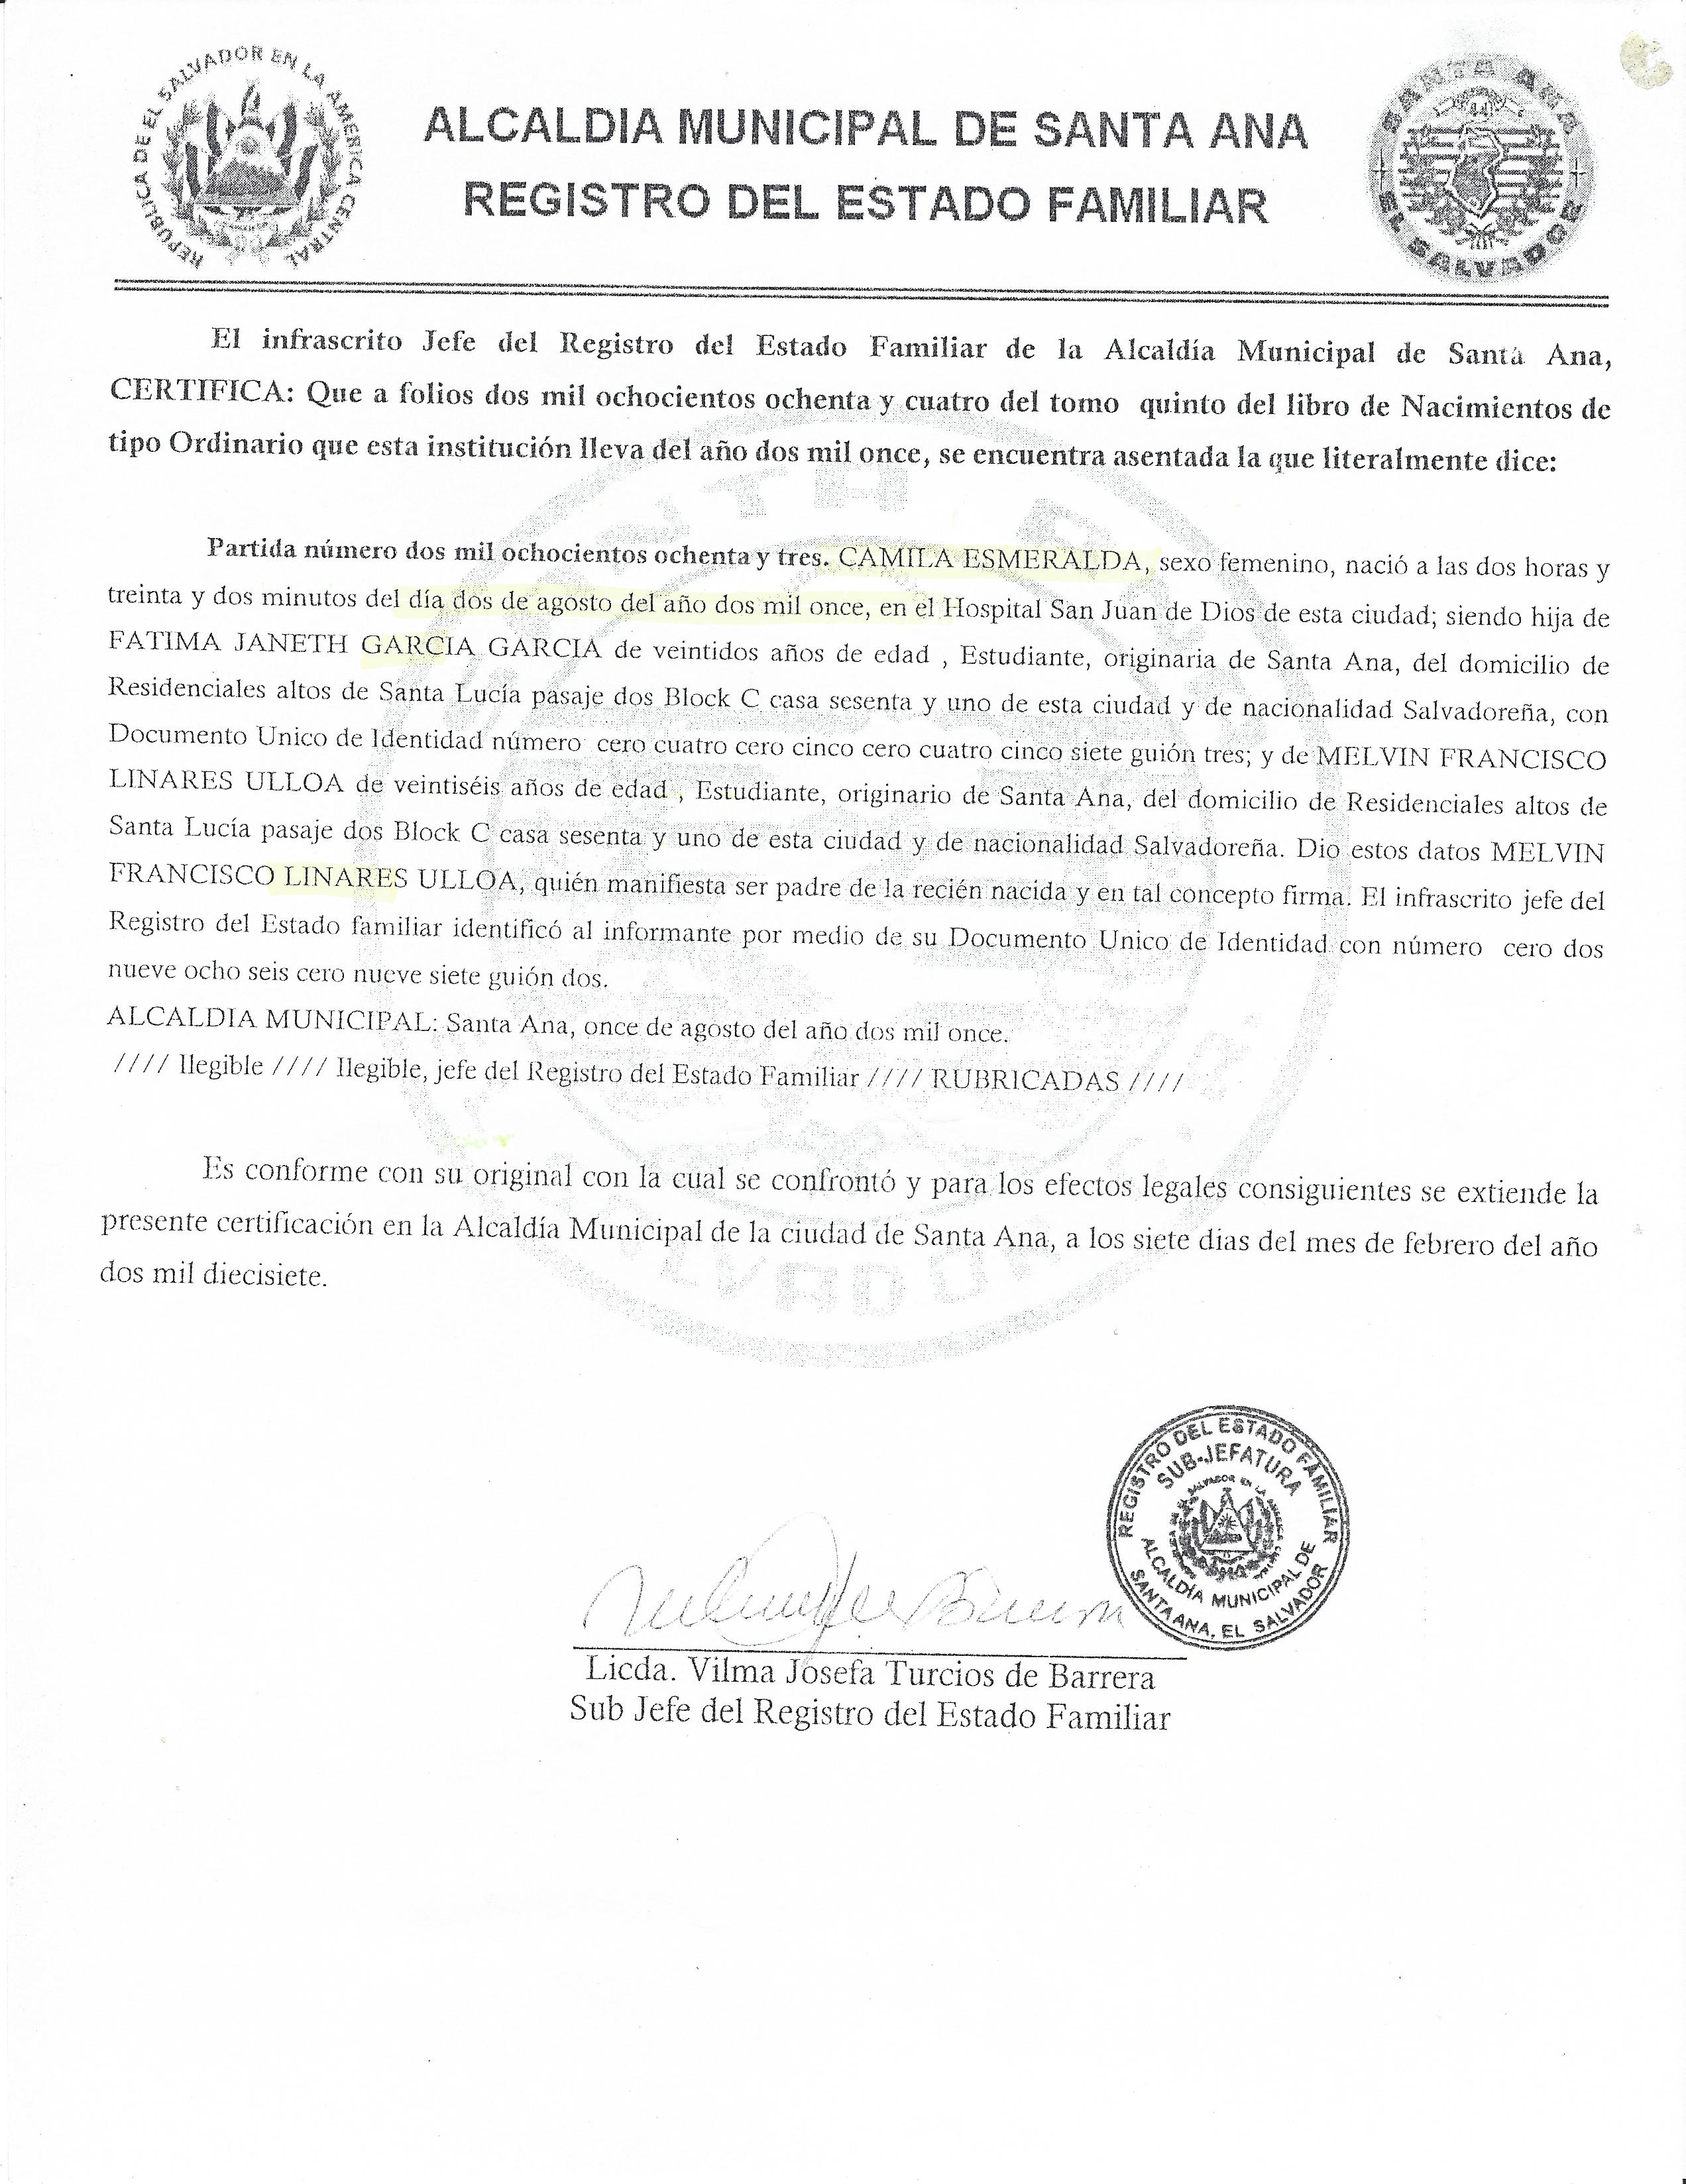 REPUBLICA DE EL SALVADOR EN LA AMERICA CENTRAL
ALCALDIA MUNICIPAL DE SANTA ANA
REGISTRO DEL ESTADO FAMILIAR
SANTA ANA
EL SALVADOR
El infrascrito Jefe del Registro del Estado Familiar de la Alcaldía Municipal de Santa Ana,
CERTIFICA: Que a folios dos mil ochocientos ochenta y cuatro del tomo quinto del libro de Nacimientos de
tipo Ordinario que esta institución lleva del año dos mil once, se encuentra asentada la que literalmente dice:
Partida número dos mil ochocientos ochenta y tres. CAMILA ESMERALDA, sexo femenino, nació a las dos horas y
treinta y dos minutos del día dos de agosto del año dos mil once, en el Hospital San Juan de Dios de esta ciudad; siendo hija de
FATIMA JANETH GARCIA GARCIA de veintidos años de edad , Estudiante, originaria de Santa Ana, del domicilio de
Residenciales altos de Santa Lucía pasaje dos Block C casa sesenta y uno de esta ciudad y de nacionalidad Salvadoreña, con
Documento Unico de Identidad número cero cuatro cero cinco cero cuatro cinco siete guión tres; y de MELVIN FRANCISCO
LINARES ULLOA de veintiséis años de edad , Estudiante, originario de Santa Ana, del domicilio de Residenciales altos de
Santa Lucía pasaje dos Block C casa sesenta y uno de esta ciudad y de nacionalidad Salvadoreña. Dio estos datos MELVIN
FRANCISCO LINARES ULLOA, quién manifiesta ser padre de la recién nacida y en tal concepto firma. El infrascrito jefe del
Registro del Estado familiar identificó al informante por medio de su Documento Unico de Identidad con número cero dos
nueve ocho seis cero nueve siete guión dos.
ALCALDIA MUNICIPAL: Santa Ana, once de agosto del año dos mil once.
//// Ilegible //// Ilegible, jefe del Registro del Estado Familiar //// RUBRICADAS ////
Es conforme con su original con la cual se confrontó y para los efectos legales consiguientes se extiende la
presente certificación en la Alcaldía Municipal de la ciudad de Santa Ana, a los siete días del mes de febrero del año
dos mil diecisiete.
REGISTRO DEL ESTADO FAMILIAR
SUB-JEFATURA
ALCALDÍA MUNICIPAL DE
SANTA ANA, EL SALVADOR
Licda. Vilma Josefa Turcios de Barrera
Sub Jefe del Registro del Estado Familiar